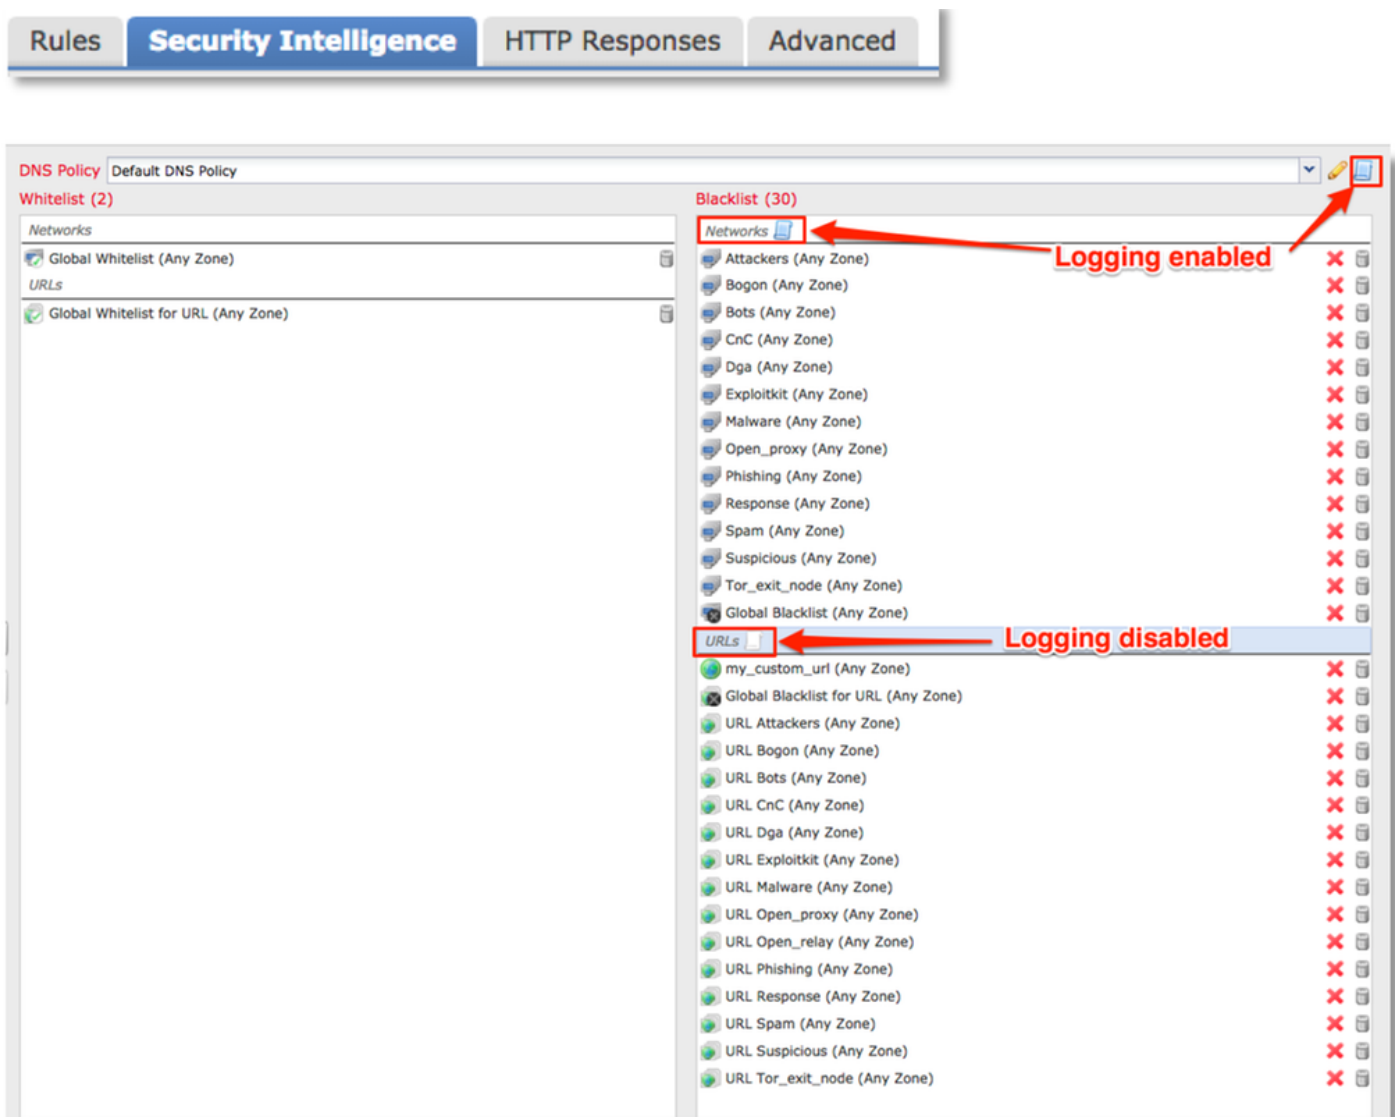 Rules Security Intelligence HTTP Responses Advanced
DNS Policy Default DNS Policy
Whitelist (2)
Networks
Global Whitelist (Any Zone)
URLs
Global Whitelist for URL (Any Zone)
Blacklist (30)
Networks
Logging enabled
Attackers (Any Zone)
Bogon (Any Zone)
Bots (Any Zone)
CnC (Any Zone)
Dga (Any Zone)
Exploitkit (Any Zone)
Malware (Any Zone)
Open_proxy (Any Zone)
Phishing (Any Zone)
Response (Any Zone)
Spam (Any Zone)
Suspicious (Any Zone)
Tor_exit_node (Any Zone)
Global Blacklist (Any Zone)
URLs
Logging disabled
my_custom_url (Any Zone)
Global Blacklist for URL (Any Zone)
URL Attackers (Any Zone)
URL Bogon (Any Zone)
URL Bots (Any Zone)
URL CnC (Any Zone)
URL Dga (Any Zone)
URL Exploitkit (Any Zone)
URL Malware (Any Zone)
URL Open_proxy (Any Zone)
URL Open_relay (Any Zone)
URL Phishing (Any Zone)
URL Response (Any Zone)
URL Spam (Any Zone)
URL Suspicious (Any Zone)
URL Tor_exit_node (Any Zone)